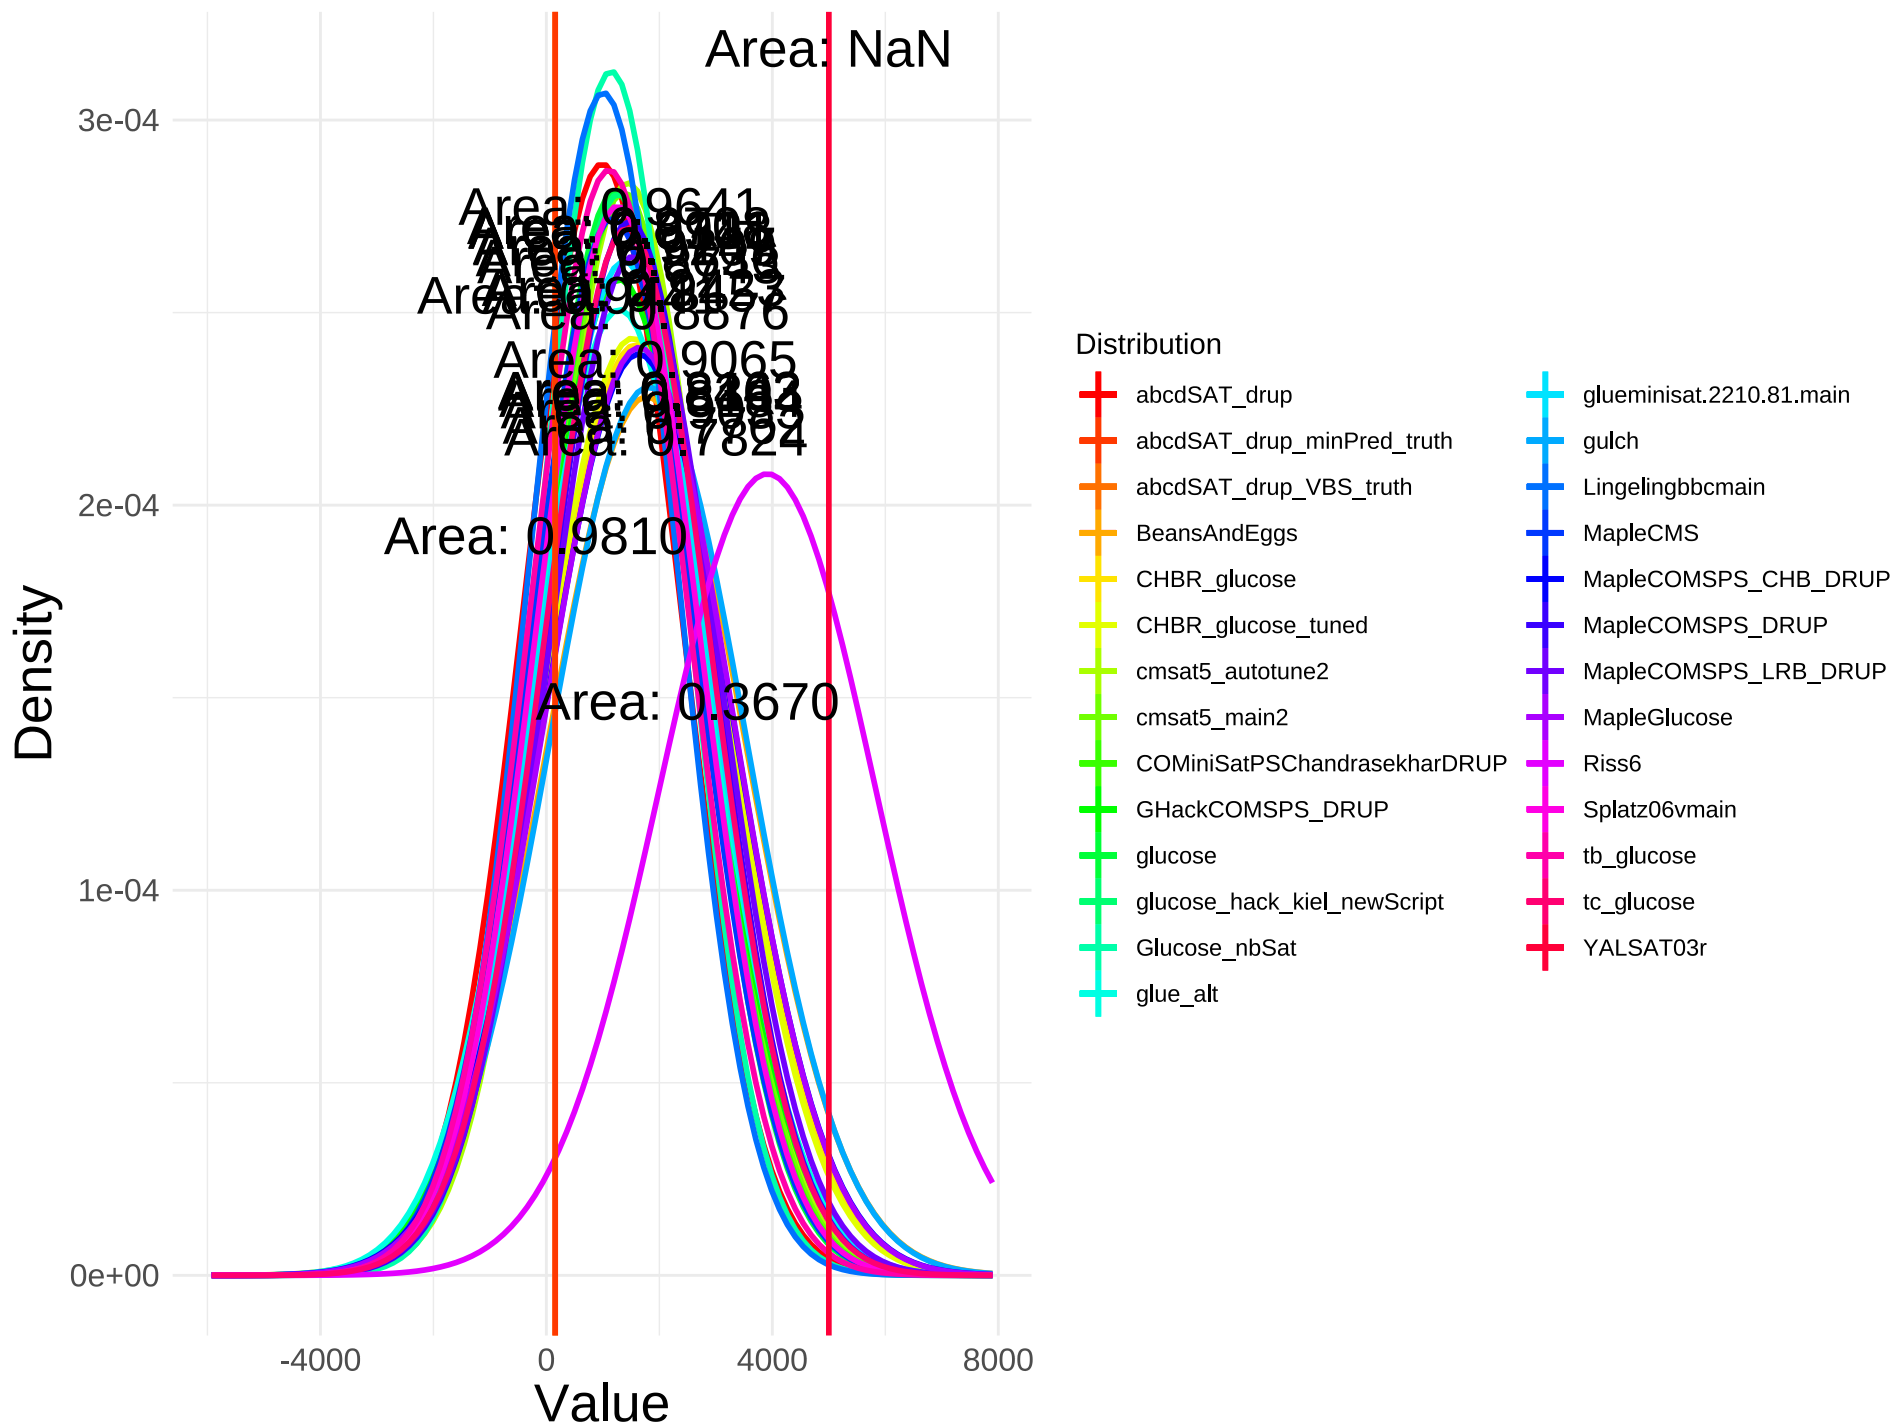 Area: NaN
3e-04
Area: 0.9641
Area: 0.8876
Area: 0.9065
Area: 0.7824
2e-04
Area: 0.9810
Area: 0.3670
1e-04
0e+00
-4000
0
4000
8000
Value
Density
Distribution
abcdSAT_drup
abcdSAT_drup_minPred_truth
abcdSAT_drup_VBS_truth
BeansAndEggs
CHBR_glucose
CHBR_glucose_tuned
cmsat5_autotune2
cmsat5_main2
COMiniSatPSChandrasekharDRUP
GHackCOMSPS_DRUP
glucose
glucose_hack_kiel_newScript
Glucose_nbSat
glue_alt
glueminisat.2210.81.main
gulch
Lingelingbbcmain
MapleCMS
MapleCOMSPS_CHB_DRUP
MapleCOMSPS_DRUP
MapleCOMSPS_LRB_DRUP
MapleGlucose
Riss6
Splatz06vmain
tb_glucose
tc_glucose
YALSAT03r